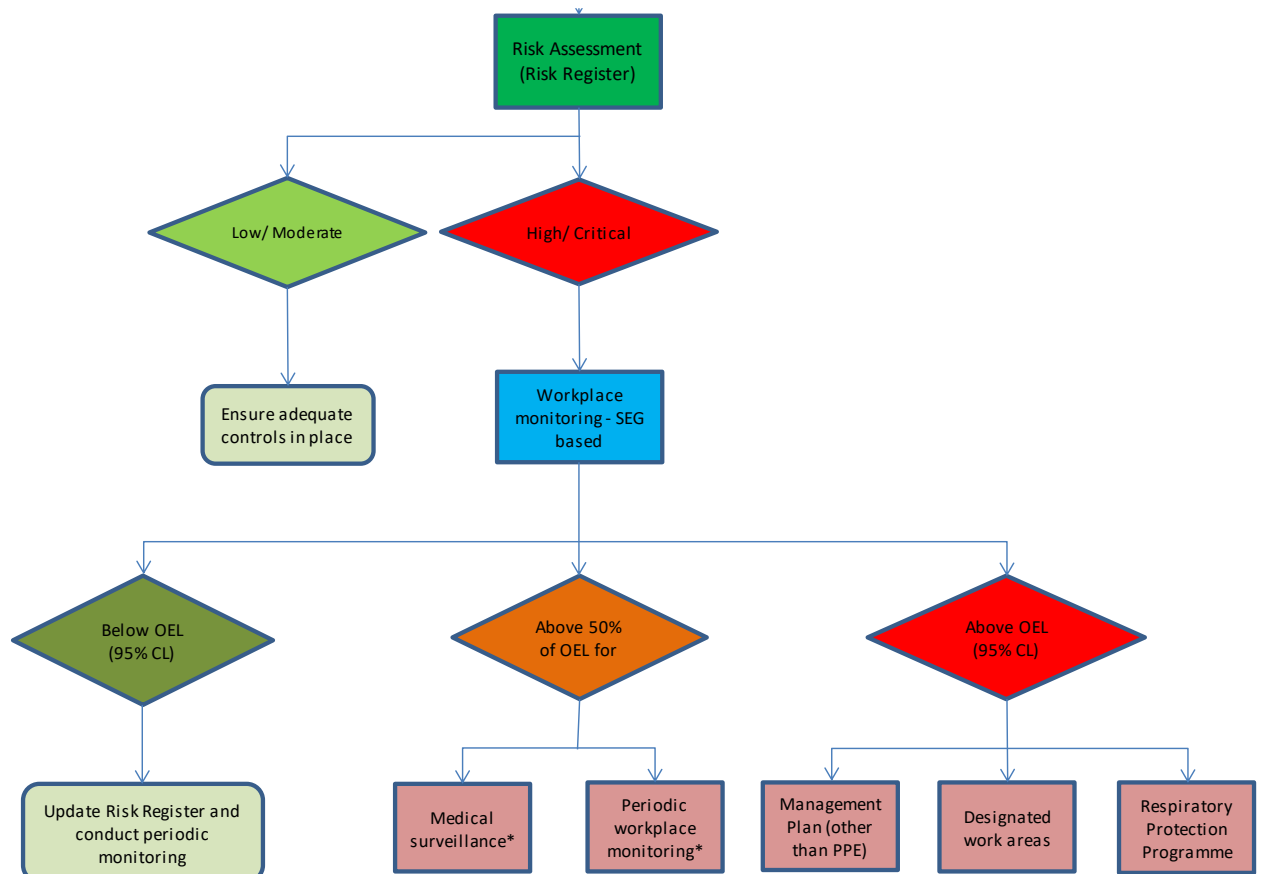 Risk Assessment
(Risk Register)
Low/ Moderate
High/ Critical
Ensure adequate
controls in place
Workplace
monitoring - SEG
based
Below OEL
(95% CL)
Above 50%
of OEL for
Above OEL
(95% CL)
Update Risk Register and
conduct periodic
monitoring
Medical
surveillance*
Periodic
workplace
monitoring*
Management
Plan (other
than PPE)
Designated
work areas
Respiratory
Protection
Programme